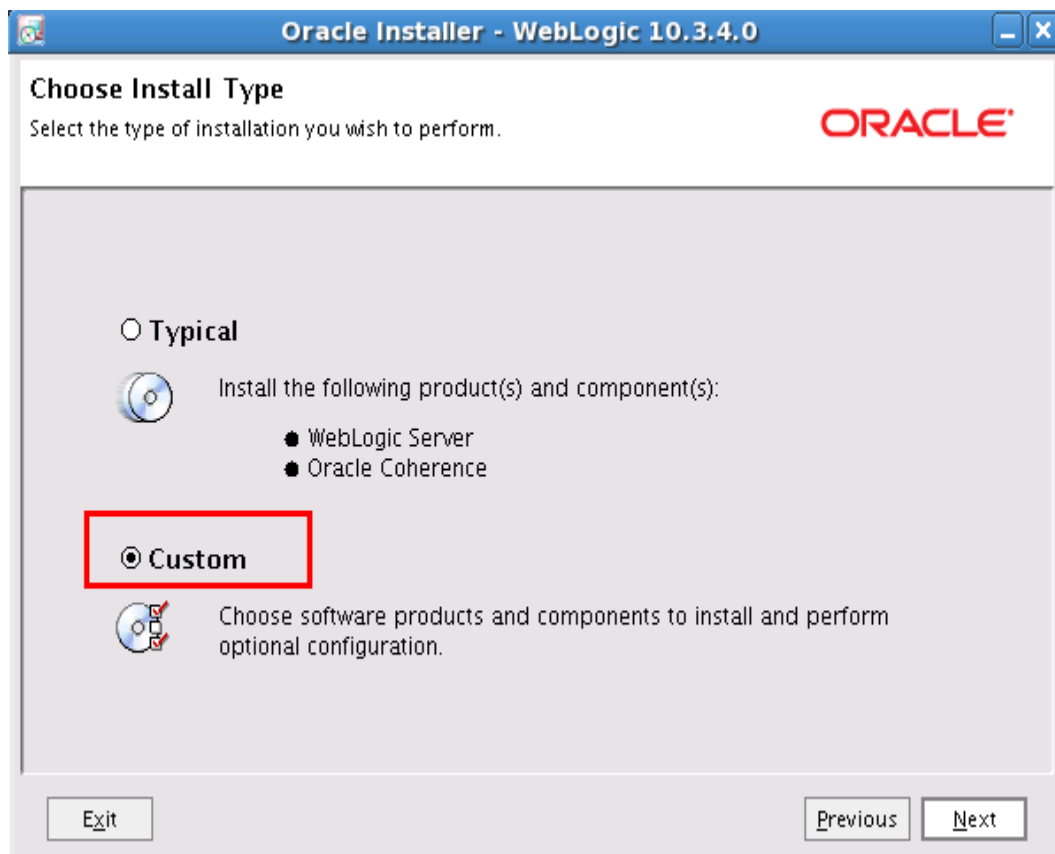 Oracle Installer - WebLogic 10.3.4.0
Choose Install Type
Select the type of installation you wish to perform.
ORACLE
Typical
Install the following product(s) and component(s):
WebLogic Server
Oracle Coherence
Custom
Choose software products and components to install and perform
optional configuration.
Exit
Previous
Next